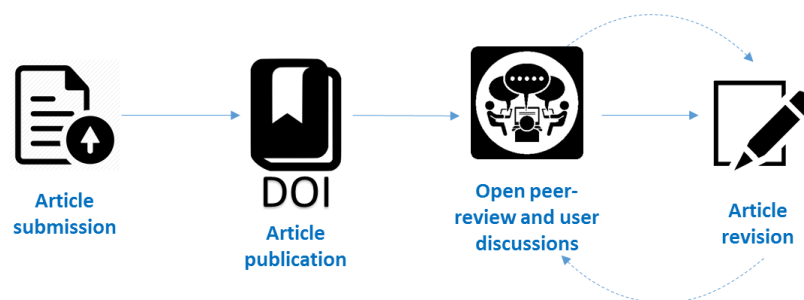 Article
submission
DOI
Article
publication
Open peer-
review and user
discussions
Article
revision